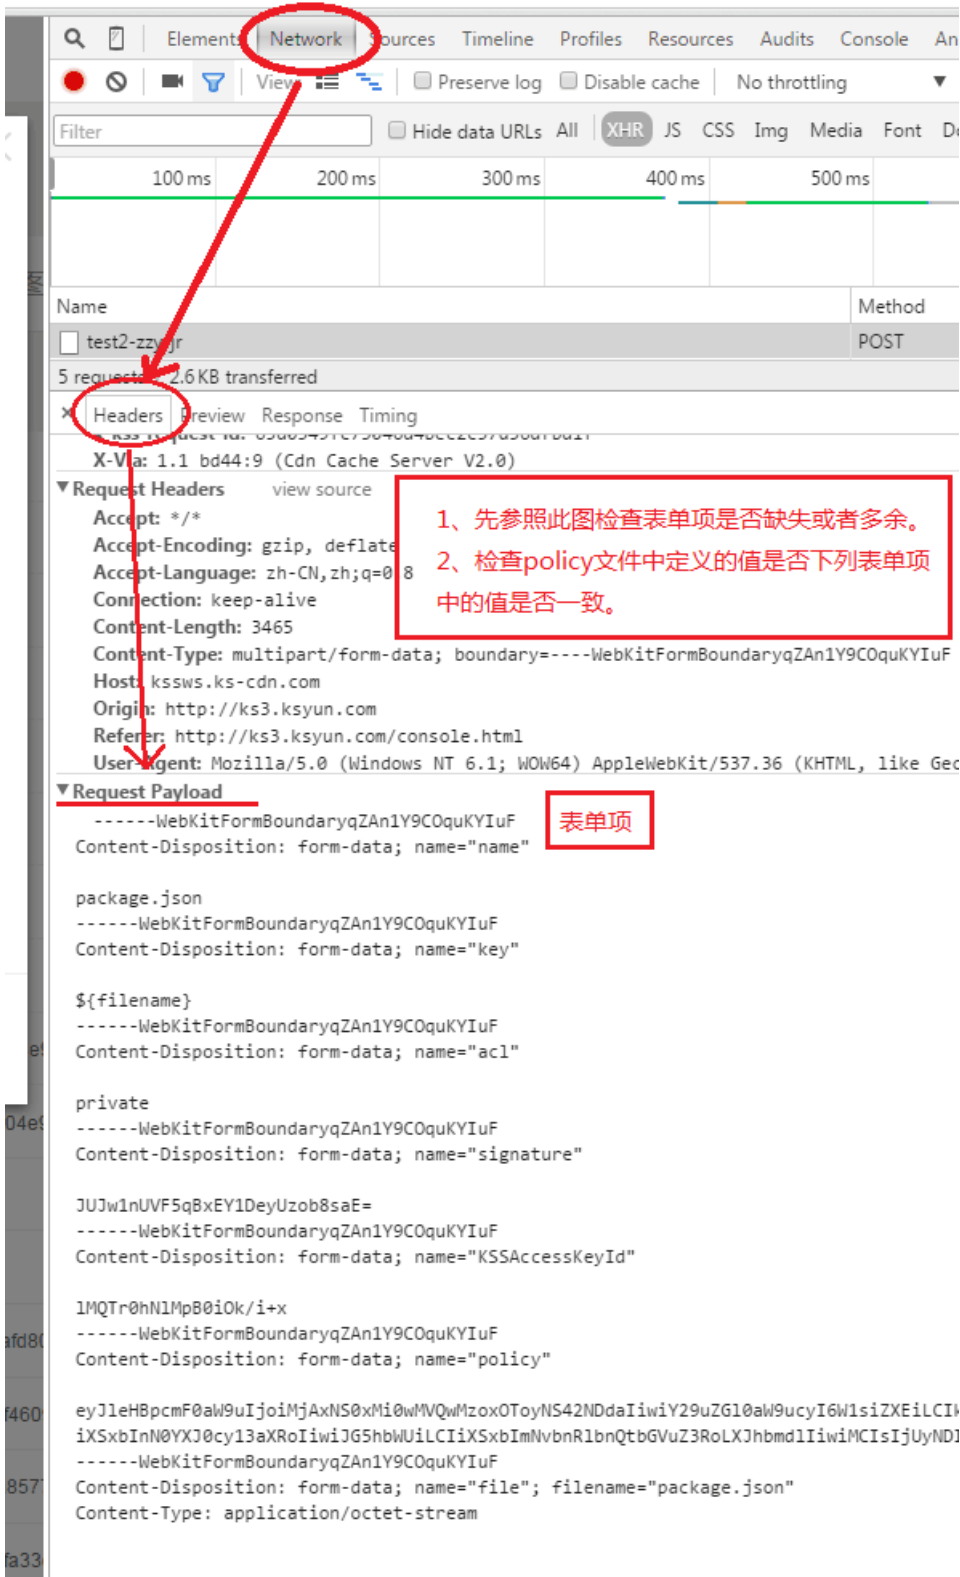 Elements Network Sources Timeline Profiles Resources Audits Console An
View: Preserve log Disable cache No throttling
Filter Hide data URLs All XHR JS CSS Img Media Font
100 ms 200 ms 300 ms 400 ms 500 ms
Name Method
POST
5 requests 2.6 KB transferred
× Headers Preview Response Timing
X-Via: 1.1 bd44:9 (Cdn Cache Server V2.0)
Request Headers view source
Accept: */*
Accept-Encoding: gzip, deflate
Accept-Language: zh-CN,zh;q=0.8
Connection: keep-alive
Content-Length: 3465
Content-Type: multipart/form-data; boundary=----WebKitFormBoundaryqZAn1Y9COquKYIuF
Host: kssws.ks-cdn.com
Origin: http://ks3.ksyun.com
Referer: http://ks3.ksyun.com/console.html
User-Agent: Mozilla/5.0 (Windows NT 6.1; WOW64) AppleWebKit/537.36 (KHTML, like Gec
1、先参照此图检查表单项是否缺失或者多余。
2、检查policy文件中定义的值是否下列表单项
中的值是否一致。
Request Payload
表单项
------WebKitFormBoundaryqZAn1Y9COquKYIuF
Content-Disposition: form-data; name="name"
package.json
------WebKitFormBoundaryqZAn1Y9COquKYIuF
Content-Disposition: form-data; name="key"
${filename}
------WebKitFormBoundaryqZAn1Y9COquKYIuF
Content-Disposition: form-data; name="acl"
private
------WebKitFormBoundaryqZAn1Y9COquKYIuF
Content-Disposition: form-data; name="signature"
JUJw1nUVF5qBxEY1DeyUzob8saE=
------WebKitFormBoundaryqZAn1Y9COquKYIuF
Content-Disposition: form-data; name="KSSAccessKeyId"
lMQTr0hNlMpB0iOk/i+x
------WebKitFormBoundaryqZAn1Y9COquKYIuF
Content-Disposition: form-data; name="policy"
eyJleHBpcmF0aW9uIjoiMjAxNS0xMi0wMVQwMzoxOToyNS42NDdaIiwiY29uZGl0aW9ucyI6W1siZXEiLCIk
iXSxbInN0YXJ0cy13aXRoIiwiJG5hbWUiLCIiXSxbImNvbnRlbnQtbGVuZ3RoLXJhbmdlIiwiMCIsIjUyNDI
------WebKitFormBoundaryqZAn1Y9COquKYIuF
Content-Disposition: form-data; name="file"; filename="package.json"
Content-Type: application/octet-stream
04e9
afd80
f460
857
fa33